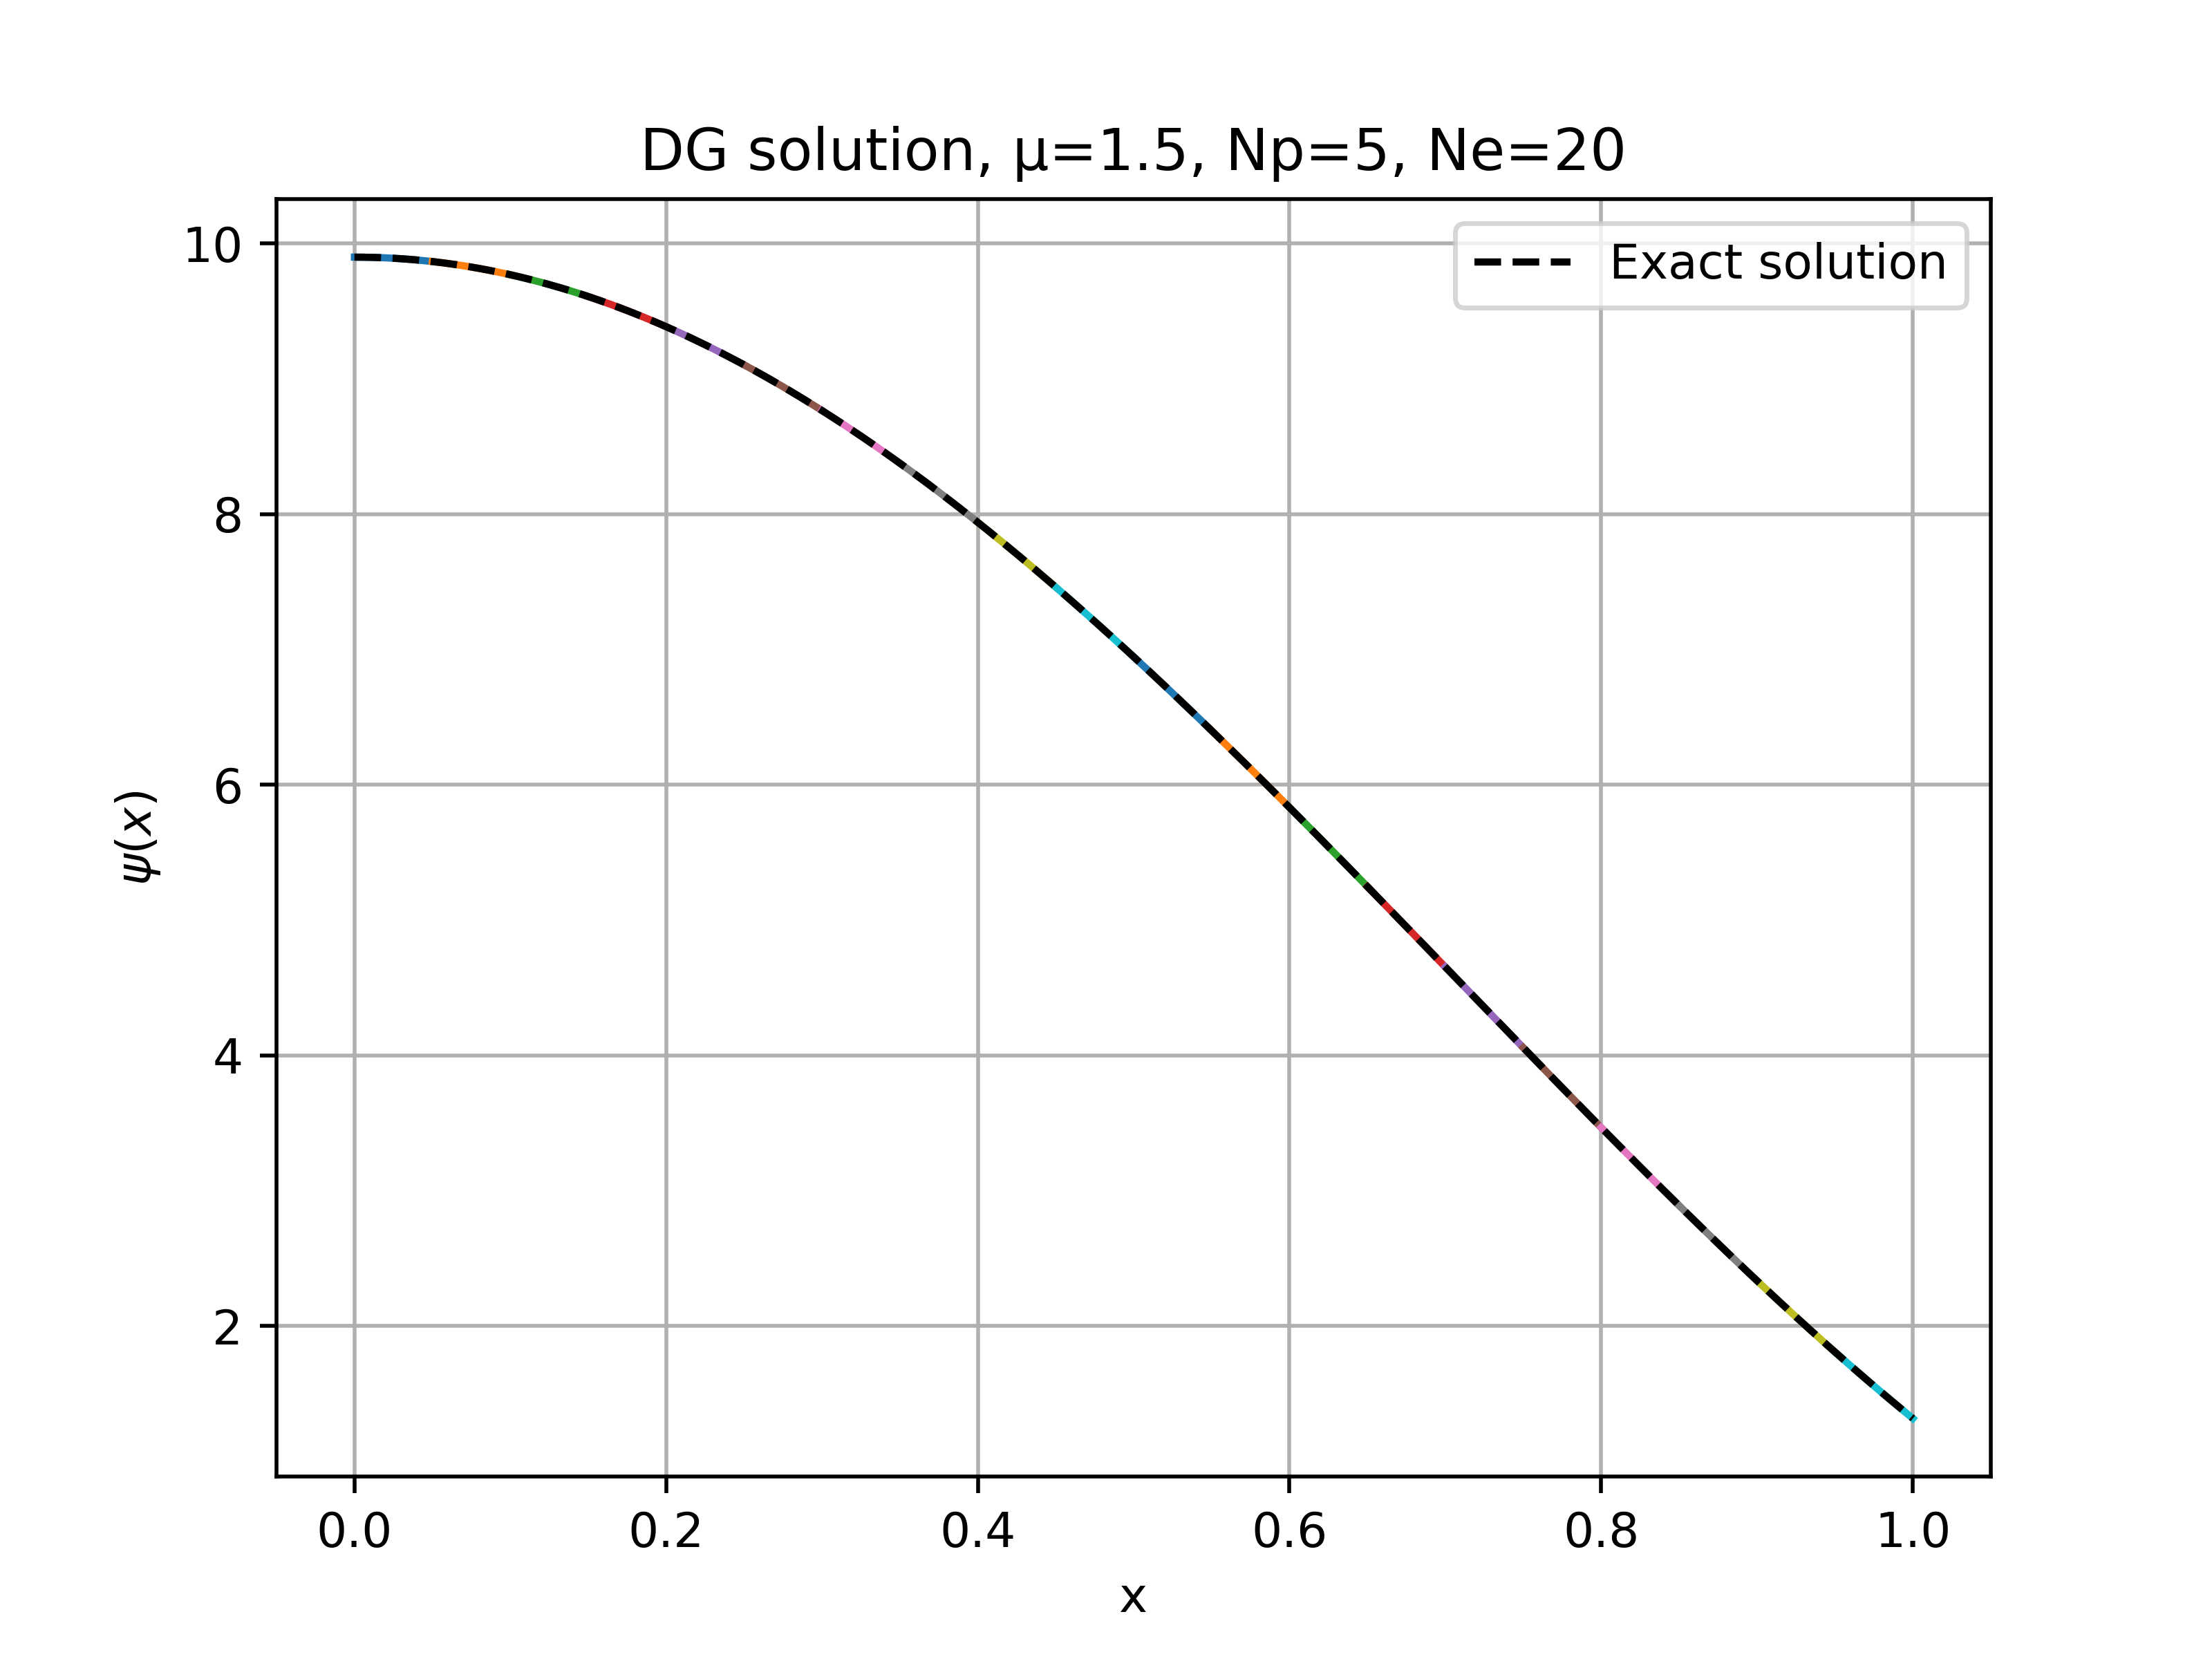 DG solution, μ=1.5, Np=5, Ne=20
Exact solution
ψ(x)
10
8
6
4
2
0.0 0.2 0.4 0.6 0.8 1.0
x